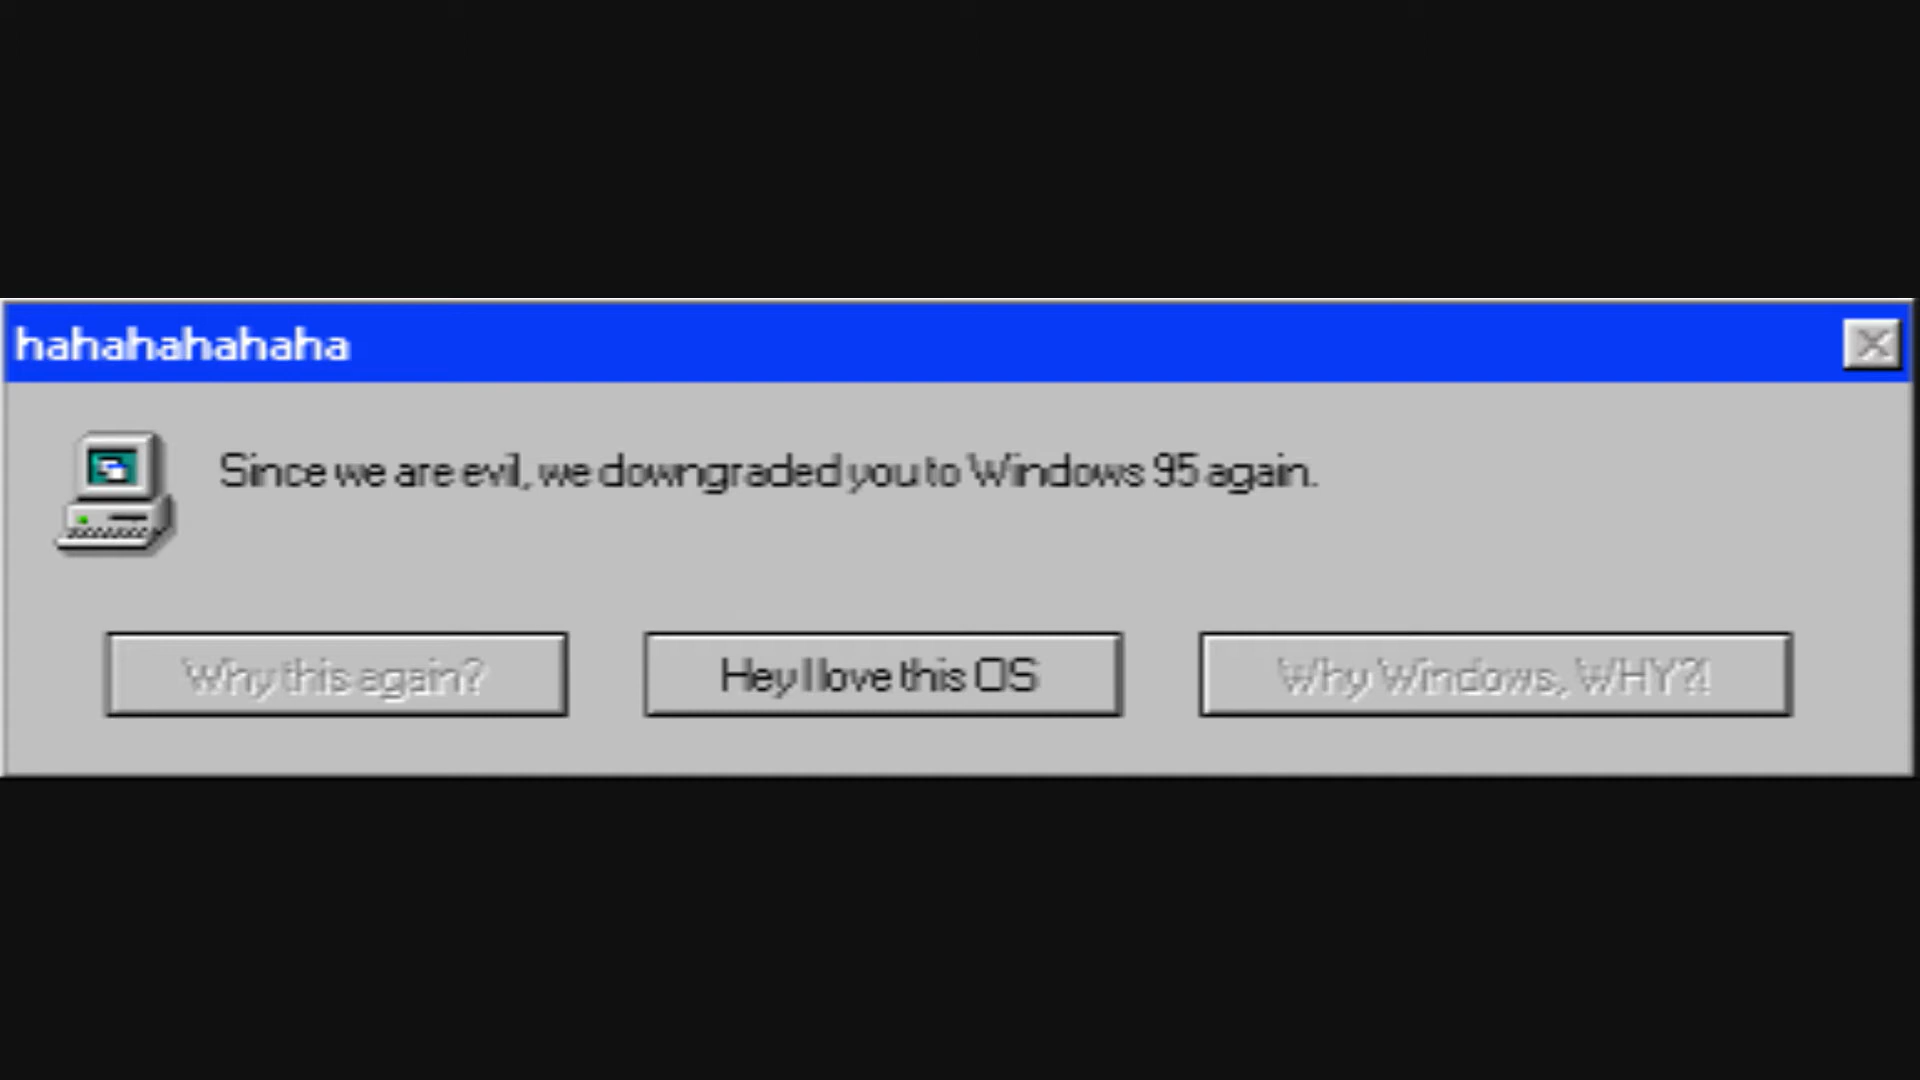 hahahahahaha
Since we are evil, we downgraded you to Windows 95 again.
Why this again?
Hey I love this OS
Why Windows, WHY?!